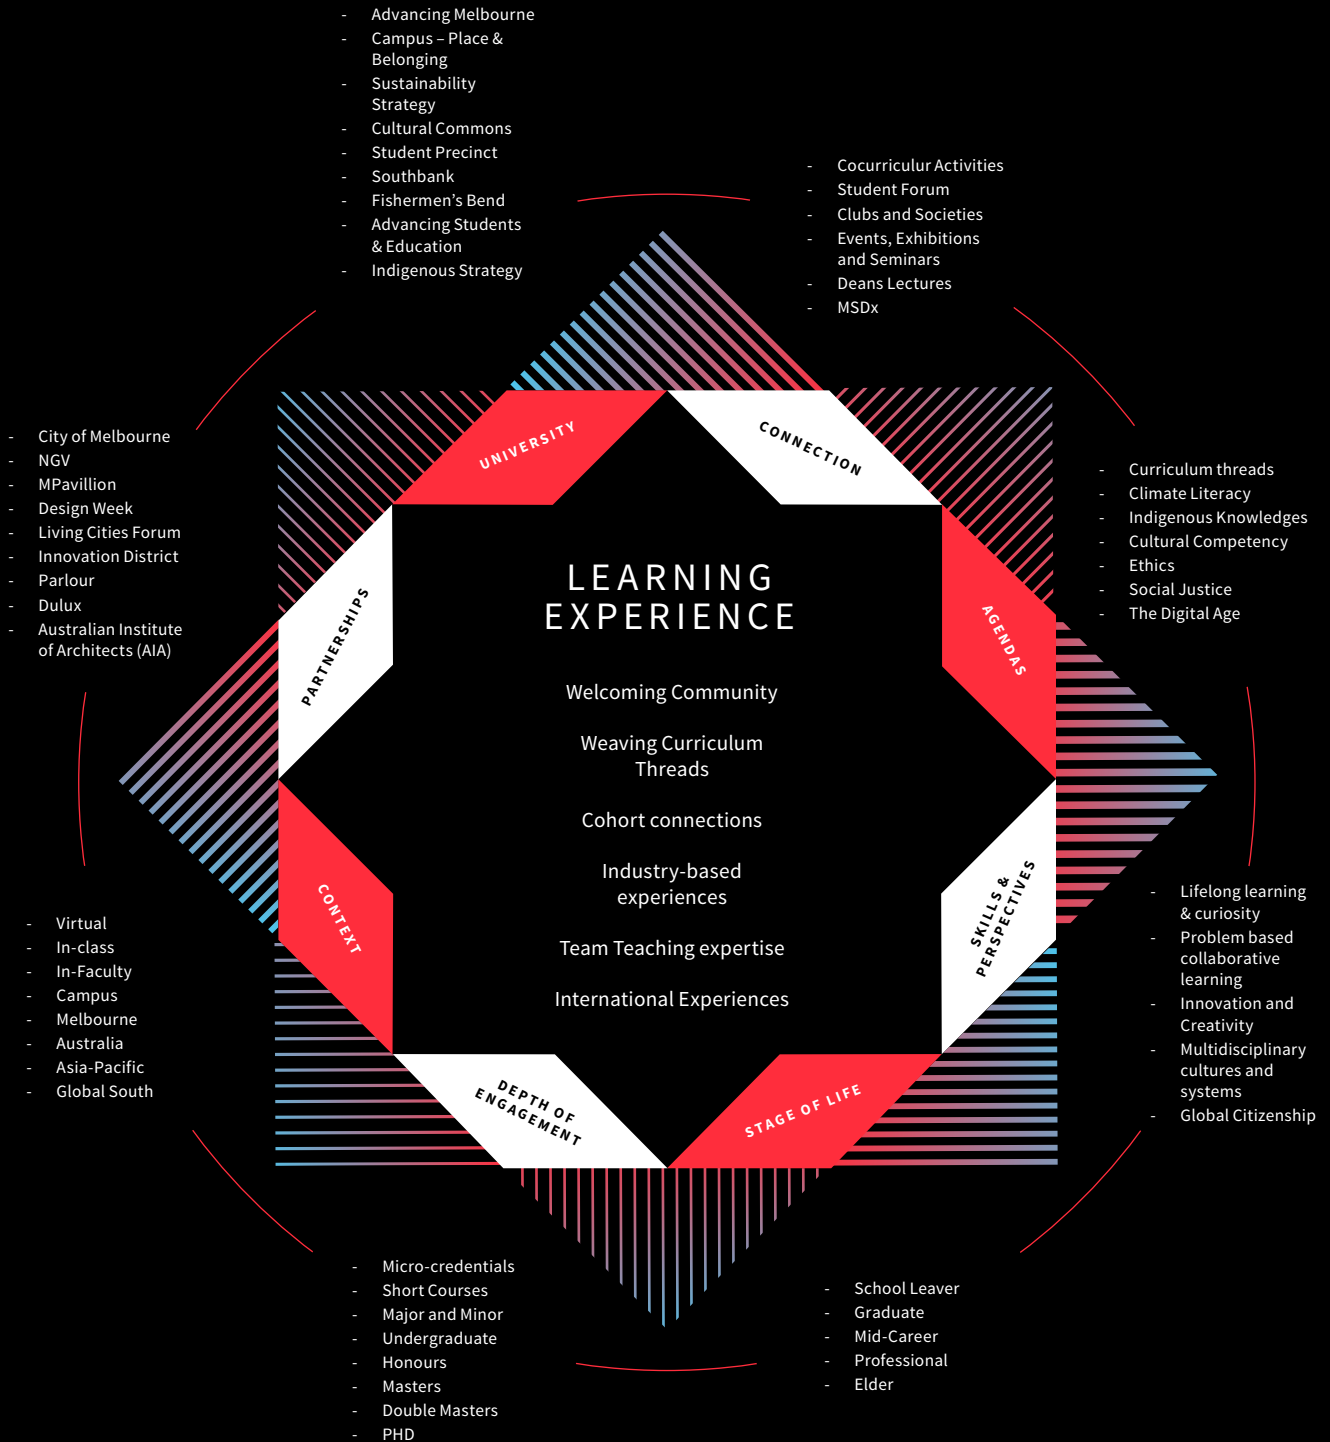 - Advancing Melbourne
- Campus – Place &
Belonging
- Sustainability
Strategy
- Cultural Commons
- Student Precinct
- Southbank
- Fishermen’s Bend
- Advancing Students
& Education
- Indigenous Strategy
- Cocurriculur Activities
- Student Forum
- Clubs and Societies
- Events, Exhibitions
and Seminars
- Deans Lectures
- MSDx
UNIVERSITY
CONNECTION
- City of Melbourne
- NGV
- MPavillion
- Design Week
- Living Cities Forum
- Innovation District
- Parlour
- Dulux
- Australian Institute
of Architects (AIA)
PARTNERSHIPS
- Curriculum threads
- Climate Literacy
- Indigenous Knowledges
- Cultural Competency
- Ethics
- Social Justice
- The Digital Age
AGENDAS
LEARNING
EXPERIENCE
Welcoming Community
Weaving Curriculum
Threads
Cohort connections
Industry-based
experiences
Team Teaching expertise
International Experiences
CONTEXT
- Virtual
- In-class
- In-Faculty
- Campus
- Melbourne
- Australia
- Asia-Pacific
- Global South
SKILLS &
PERSPECTIVES
- Lifelong learning
& curiosity
- Problem based
collaborative
learning
- Innovation and
Creativity
- Multidisciplinary
cultures and
systems
- Global Citizenship
DEPTH OF
ENGAGEMENT
STAGE OF LIFE
- Micro-credentials
- Short Courses
- Major and Minor
- Undergraduate
- Honours
- Masters
- Double Masters
- PHD
- School Leaver
- Graduate
- Mid-Career
- Professional
- Elder